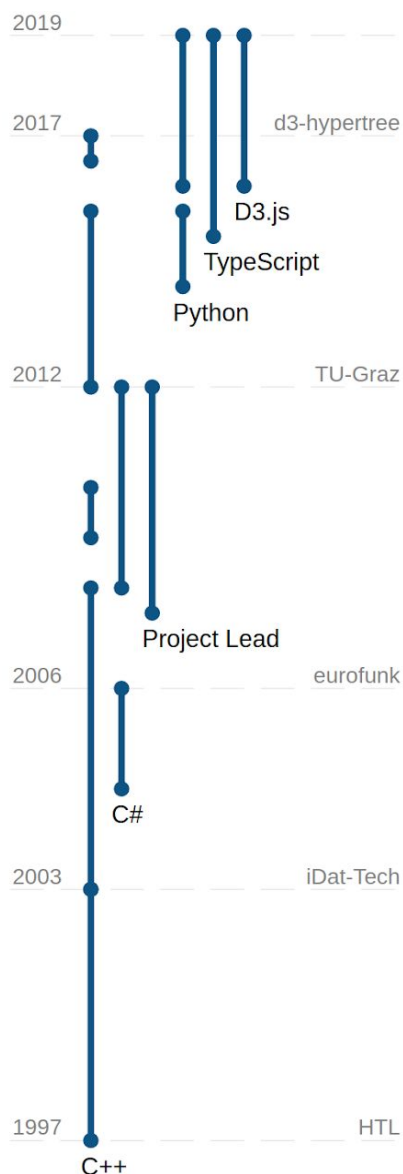 2019
2017 d3-hypertree
D3.js
TypeScript
Python
2012 TU-Graz
Project Lead
2006 eurofunk
C#
2003 iDat-Tech
1997 HTL
C++